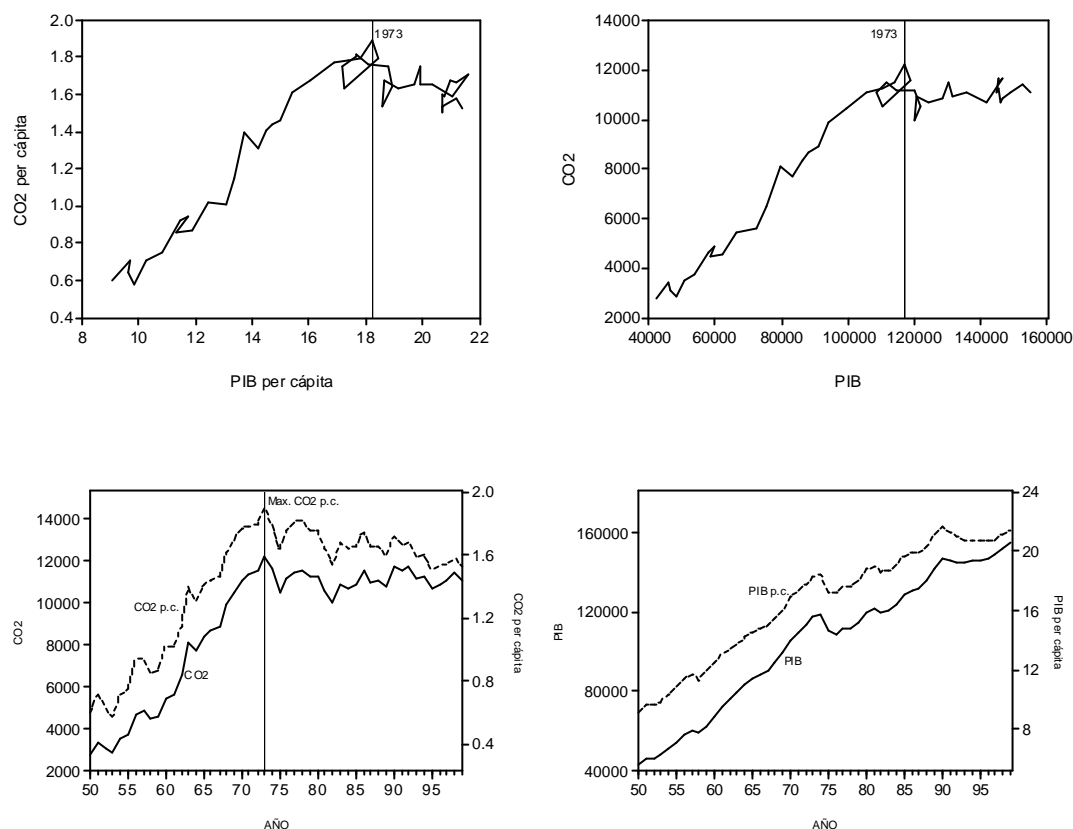 2.0
1.8
1.6
1.4
1.2
1.0
0.8
0.6
0.4
CO2 per cápita
1973
8 10 12 14 16 18 20 22
PIB per cápita
14000
12000
10000
8000
6000
4000
2000
CO2
1973
40000 60000 80000 100000 120000 140000 160000
PIB
14000
12000
10000
8000
6000
4000
2000
CO2
Max. CO2 p.c.
CO2 p.c.
CO2
2.0
1.6
1.2
0.8
0.4
CO2 per cápita
50 55 60 65 70 75 80 85 90 95
AÑO
160000
120000
80000
40000
PIB
PIB p.c.
PIB
24
20
16
12
8
PIB per cápita
50 55 60 65 70 75 80 85 90 95
AÑO